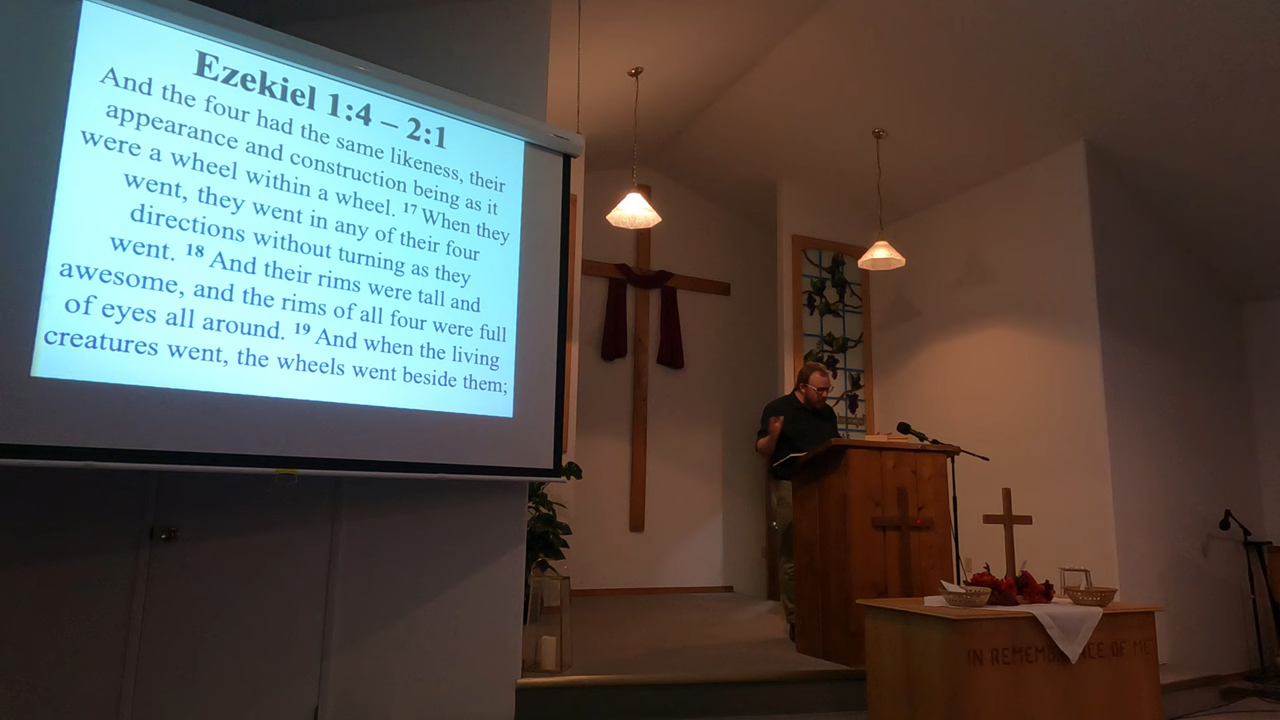 Ezekiel 1:4 – 2:1
And the four had the same likeness, their
appearance and construction being as it
were a wheel within a wheel. 17 When they
went, they went in any of their four
directions without turning as they
went. 18 And their rims were tall and
awesome, and the rims of all four were full
of eyes all around. 19 And when the living
creatures went, the wheels went beside them;
IN REMEMBRANCE OF ME